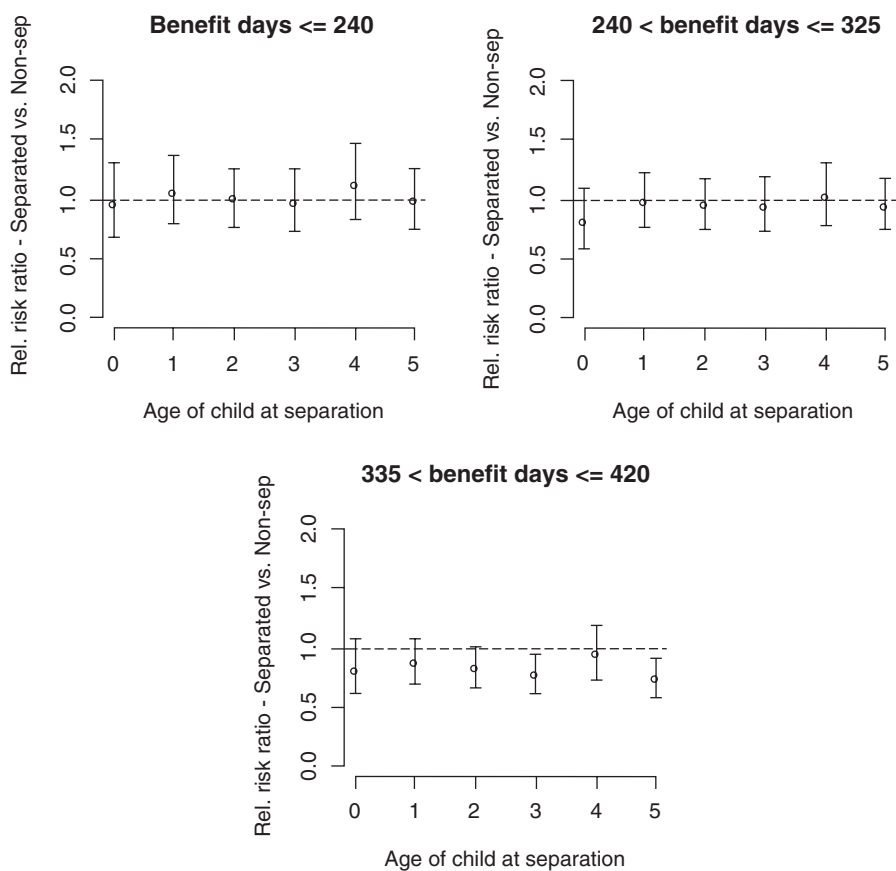 Benefit days <= 240
Rel. risk ratio - Separated vs. Non-sep
2.0
1.5
1.0
0.5
0.0
0 1 2 3 4 5
Age of child at separation
240 < benefit days <= 325
Rel. risk ratio - Separated vs. Non-sep
2.0
1.5
1.0
0.5
0.0
0 1 2 3 4 5
Age of child at separation
335 < benefit days <= 420
Rel. risk ratio - Separated vs. Non-sep
2.0
1.5
1.0
0.5
0.0
0 1 2 3 4 5
Age of child at separation